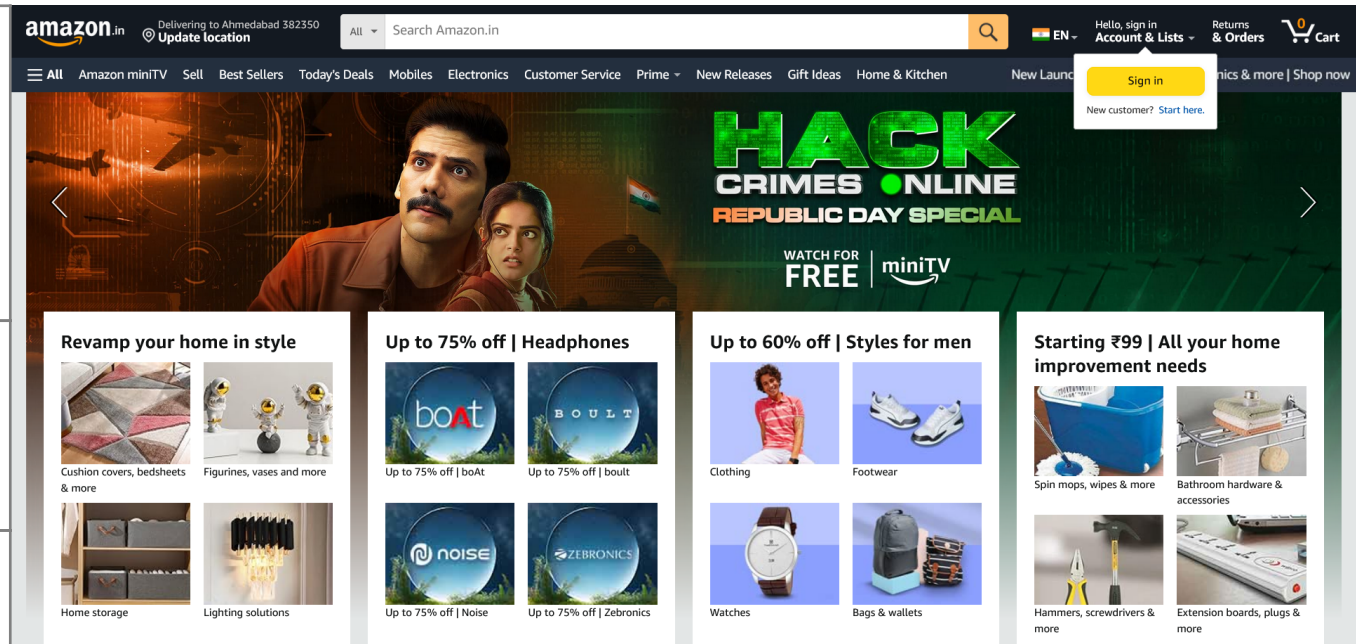 amazon.in
Delivering to Ahmedabad 382350
Update location
All
Search Amazon.in
EN
Hello, sign in
Account & Lists
Returns
& Orders
0
Cart
All
Amazon miniTV
Sell
Best Sellers
Today's Deals
Mobiles
Electronics
Customer Service
Prime
New Releases
Gift Ideas
Home & Kitchen
New Launc
nics & more | Shop now
Sign in
New customer? Start here.
HACK
CRIMES ONLINE
REPUBLIC DAY SPECIAL
WATCH FOR
FREE
miniTV
Revamp your home in style
Cushion covers, bedsheets
& more
Figurines, vases and more
Home storage
Lighting solutions
Up to 75% off | Headphones
boAt
Up to 75% off | boAt
BOULT
Up to 75% off | boult
noise
Up to 75% off | Noise
ZEBRONICS
Up to 75% off | Zebronics
Up to 60% off | Styles for men
Clothing
Footwear
Watches
Bags & wallets
Starting ₹99 | All your home
improvement needs
Spin mops, wipes & more
Bathroom hardware &
accessories
Hammers, screwdrivers &
more
Extension boards, plugs &
more